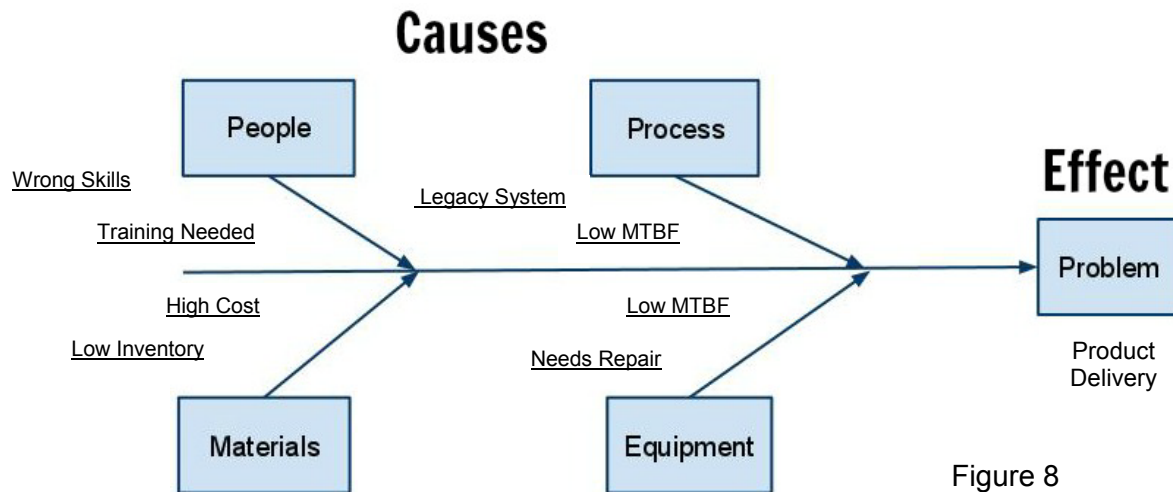 Causes
People
Process
Effect
Wrong Skills
Legacy System
Training Needed
Low MTBF
Problem
High Cost
Low MTBF
Low Inventory
Needs Repair
Product
Delivery
Materials
Equipment
Figure 8